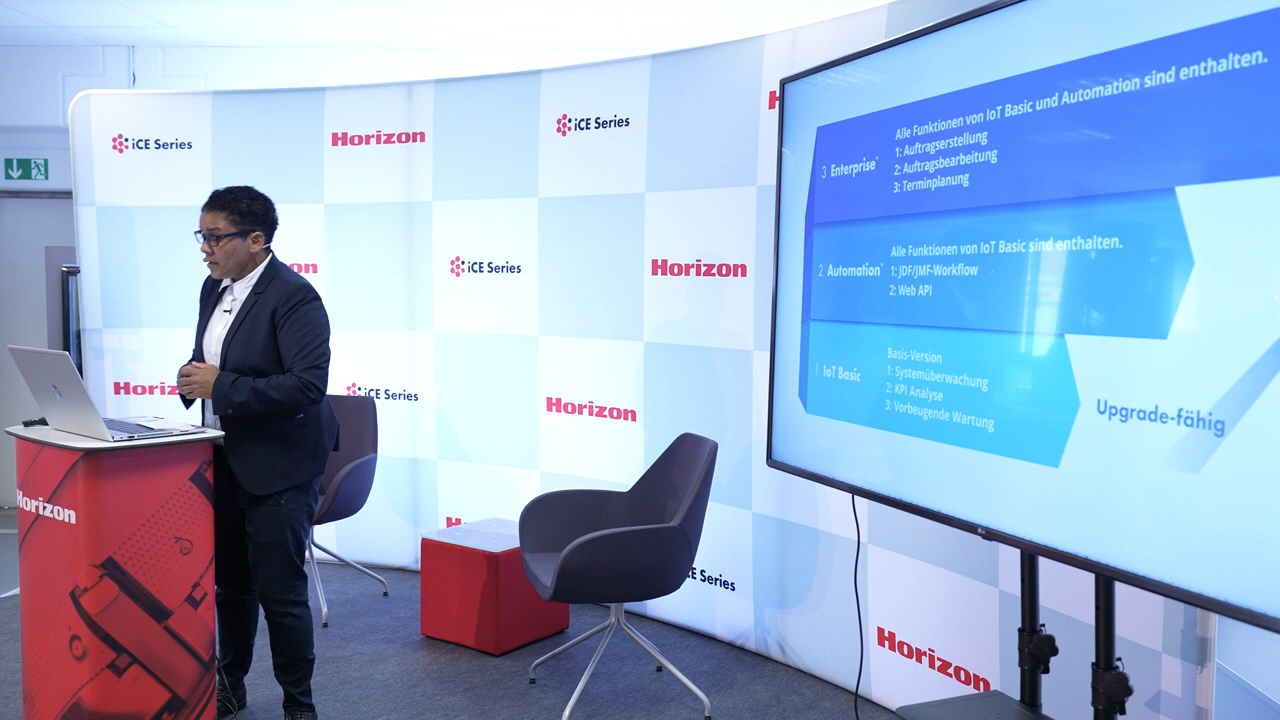 iCE Series
Horizon
iCE Series
on
iCE Series
Horizon
Horiz
iCE Series
Horizon
H
E Series
Horizon
H
Horizon
3 Enterprise
Alle Funktionen von IoT Basic und Automation sind enthalten.
1: Auftragserstellung
2: Auftragsbearbeitung
3: Terminplanung
2 Automation
Alle Funktionen von IoT Basic sind enthalten.
1: JDF/JMF-Workflow
2: Web API
1 IoT Basic
Basis-Version
1: Systemüberwachung
2: KPI Analyse
3: Vorbeugende Wartung
Upgrade-fähig